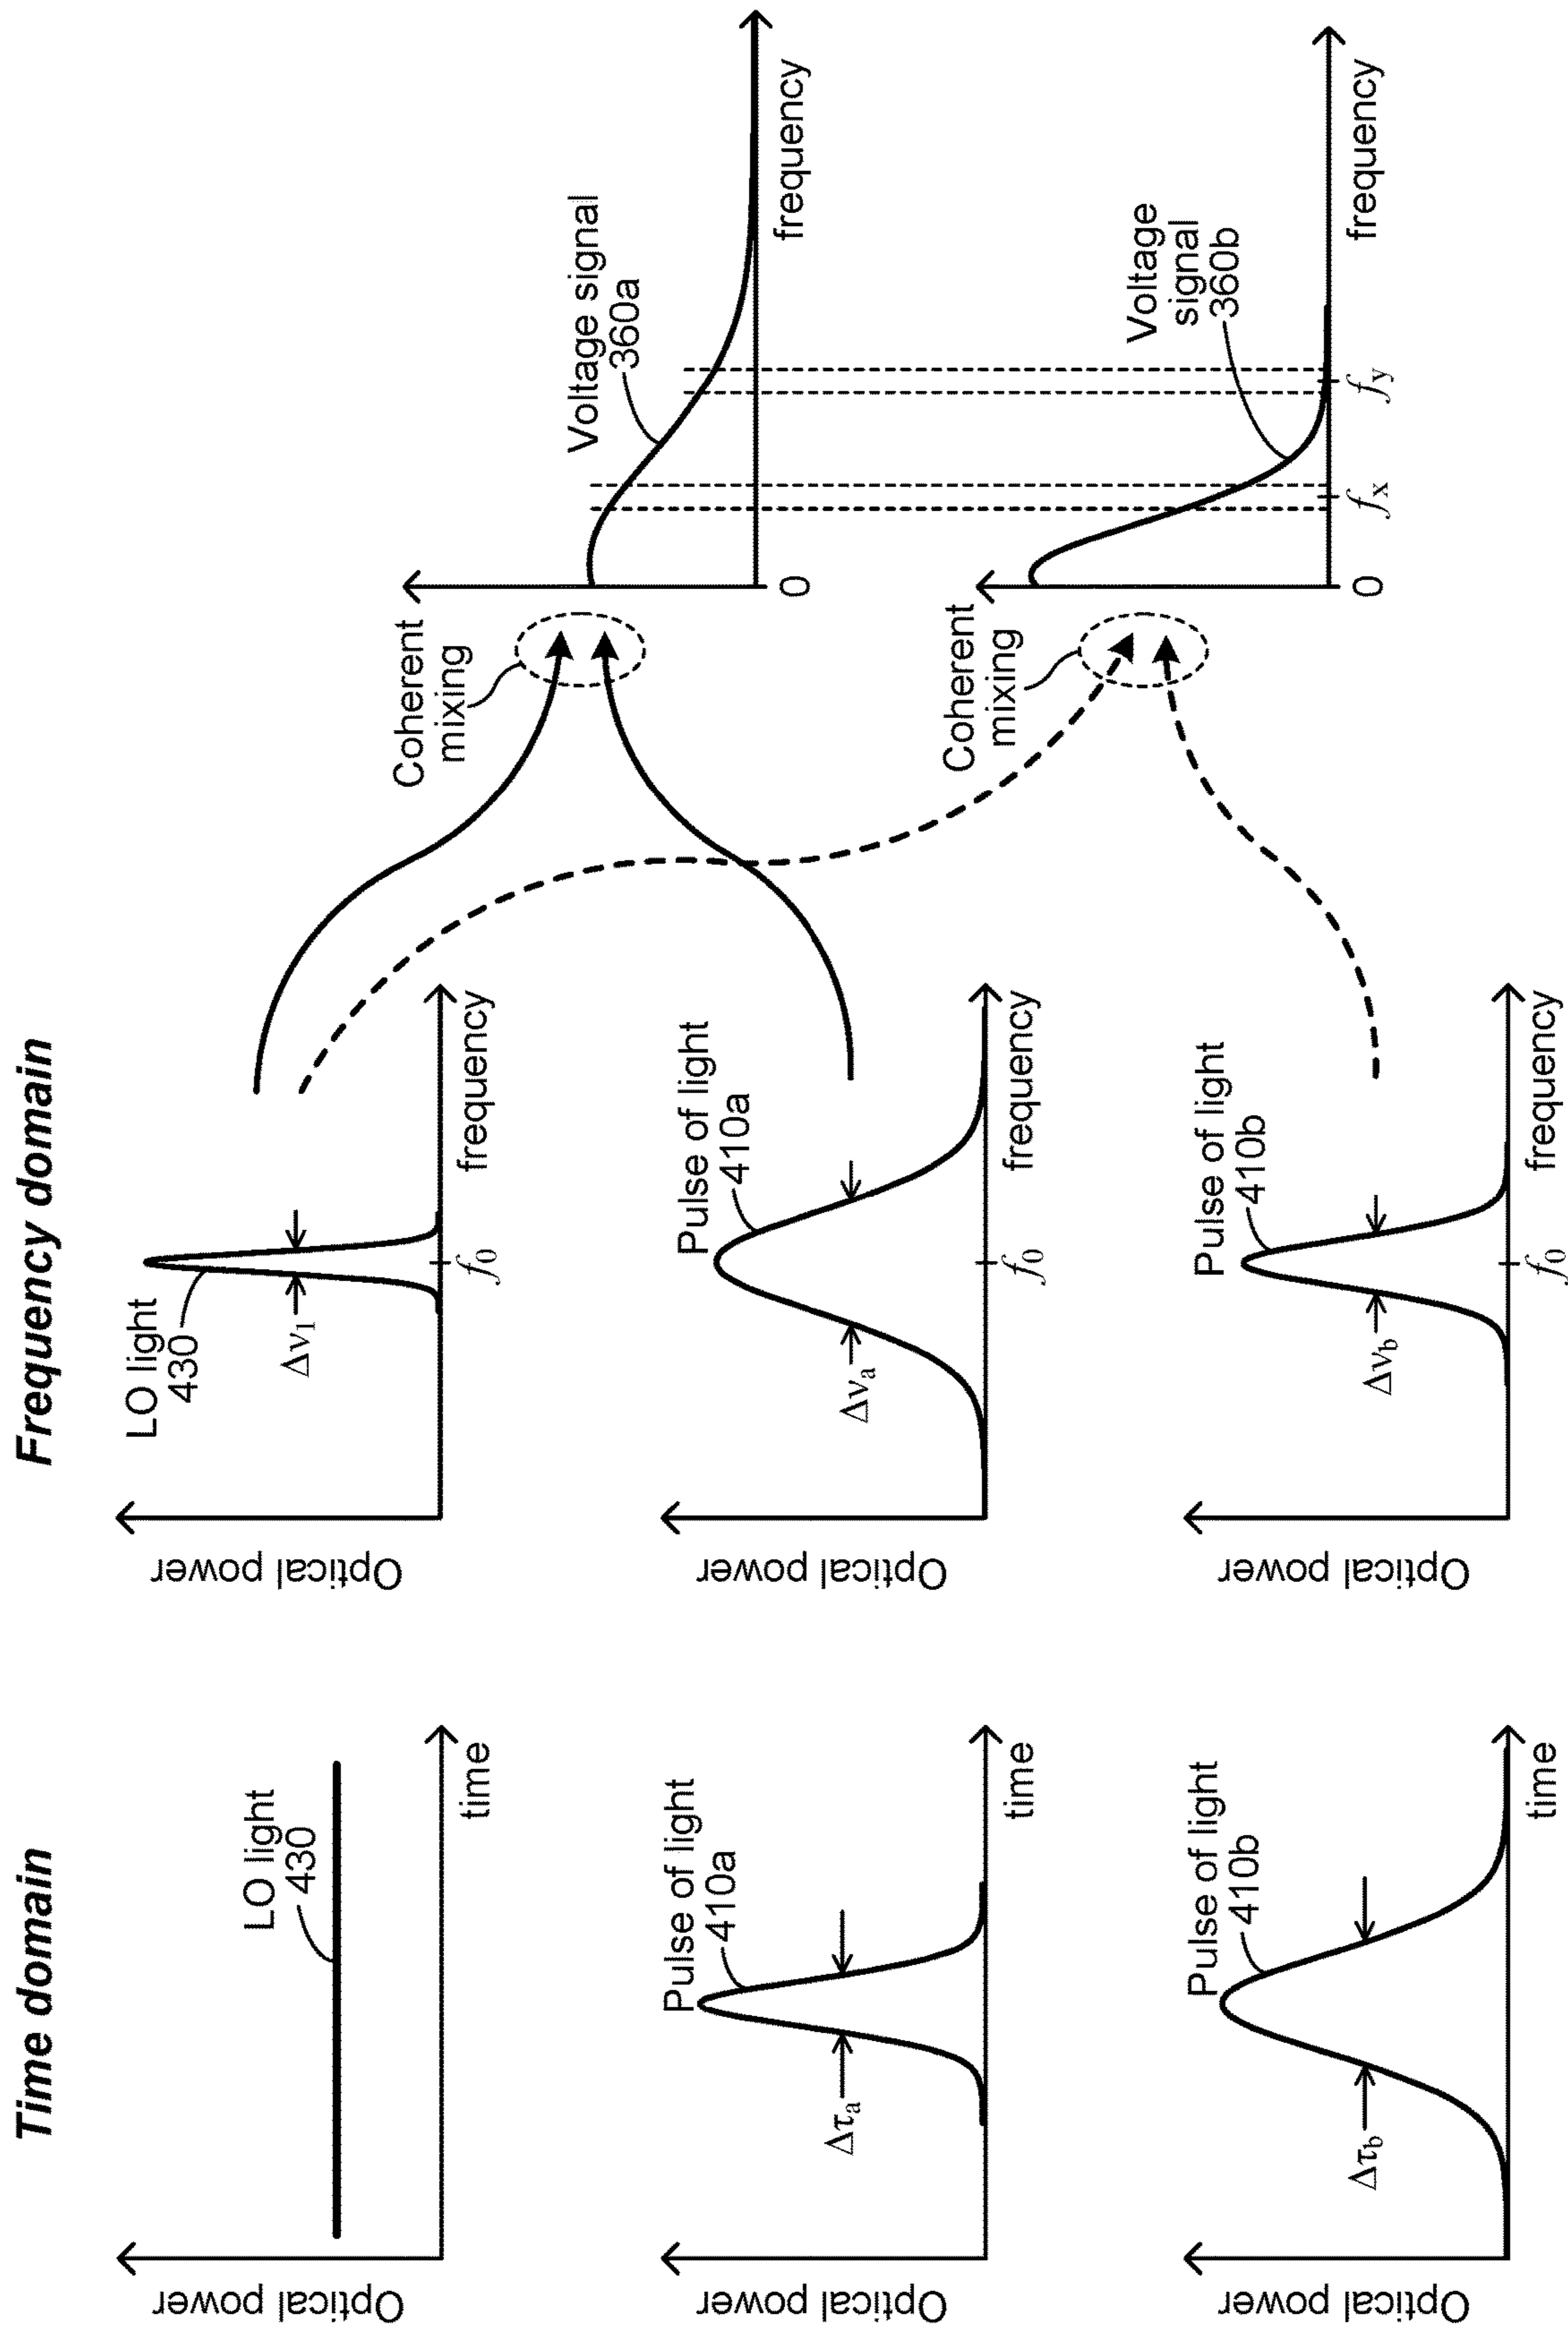 Time domain
Frequency domain
Optical power
LO light
430
time
Optical power
LO light
430
Δν₁
f₀
frequency
Coherent
mixing
Voltage signal
360a
0
frequency
Optical power
Pulse of light
410a
Δτₐ
time
Optical power
Pulse of light
410a
Δνₐ
f₀
frequency
Coherent
mixing
Voltage
signal
360b
0
fₓ
f_y
frequency
Optical power
Pulse of light
410b
Δτ_b
time
Optical power
Pulse of light
410b
Δν_b
f₀
frequency